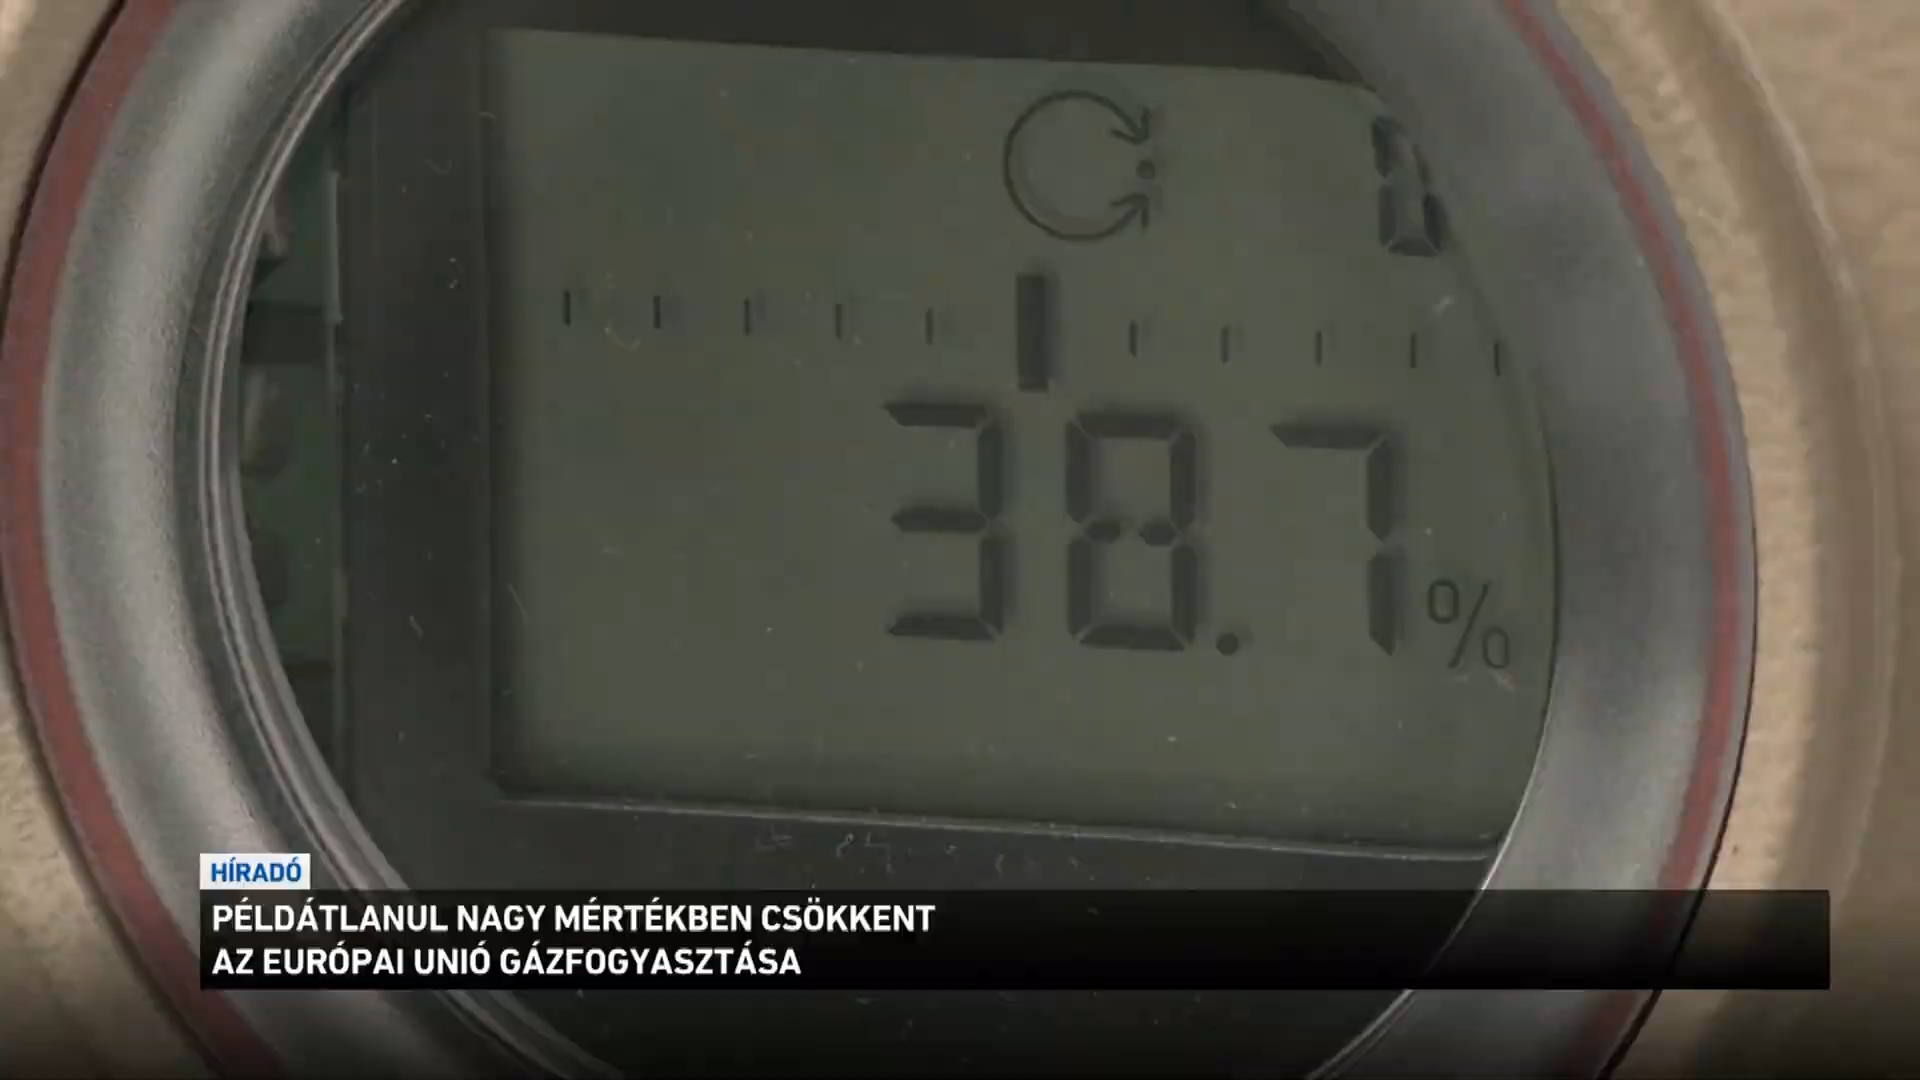 38.7 %
HÍRADÓ
PÉLDÁTLANUL NAGY MÉRTÉKBEN CSÖKKENT
AZ EURÓPAI UNIÓ GÁZFOGYASZTÁSA